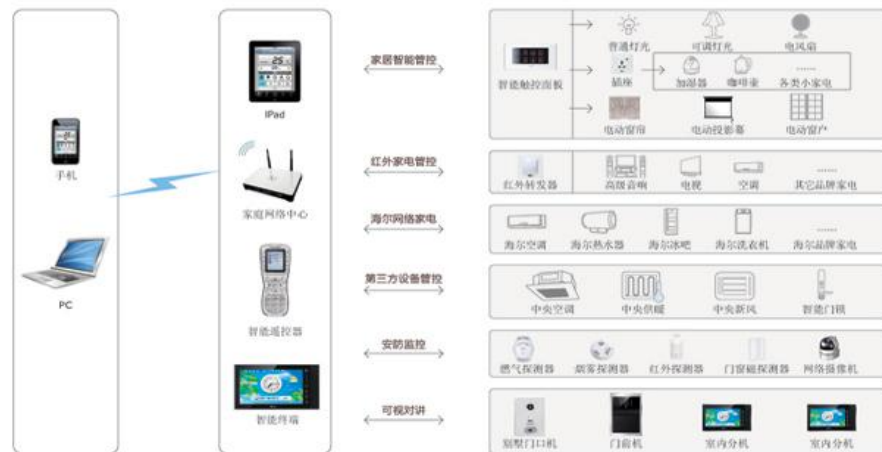 手机
PC
IPad
家庭网络中心
智能遥控器
智能终端
家居智能管控
红外家电管控
海尔网络家电
第三方设备管控
安防监控
可视对讲
智能触控面板
普通灯光 可调灯光 电风扇
插座 加湿器 咖啡壶 各类小家电
电动窗帘 电动投影幕 电动窗户
红外转发器 高级音响 电视 空调 其它品牌家电
海尔空调 海尔热水器 海尔冰吧 海尔洗衣机 海尔品牌家电
中央空调 中央供暖 中央新风 智能门锁
燃气探测器 烟雾探测器 红外探测器 门窗磁探测器 网络摄像机
别墅门口机 门前机 室内分机 室内分机